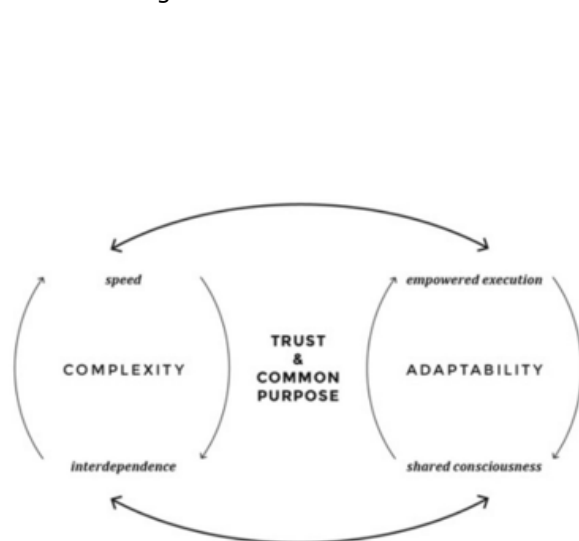 speed
empowered execution
TRUST
&
COMMON
PURPOSE
COMPLEXITY
ADAPTABILITY
interdependence
shared consciousness